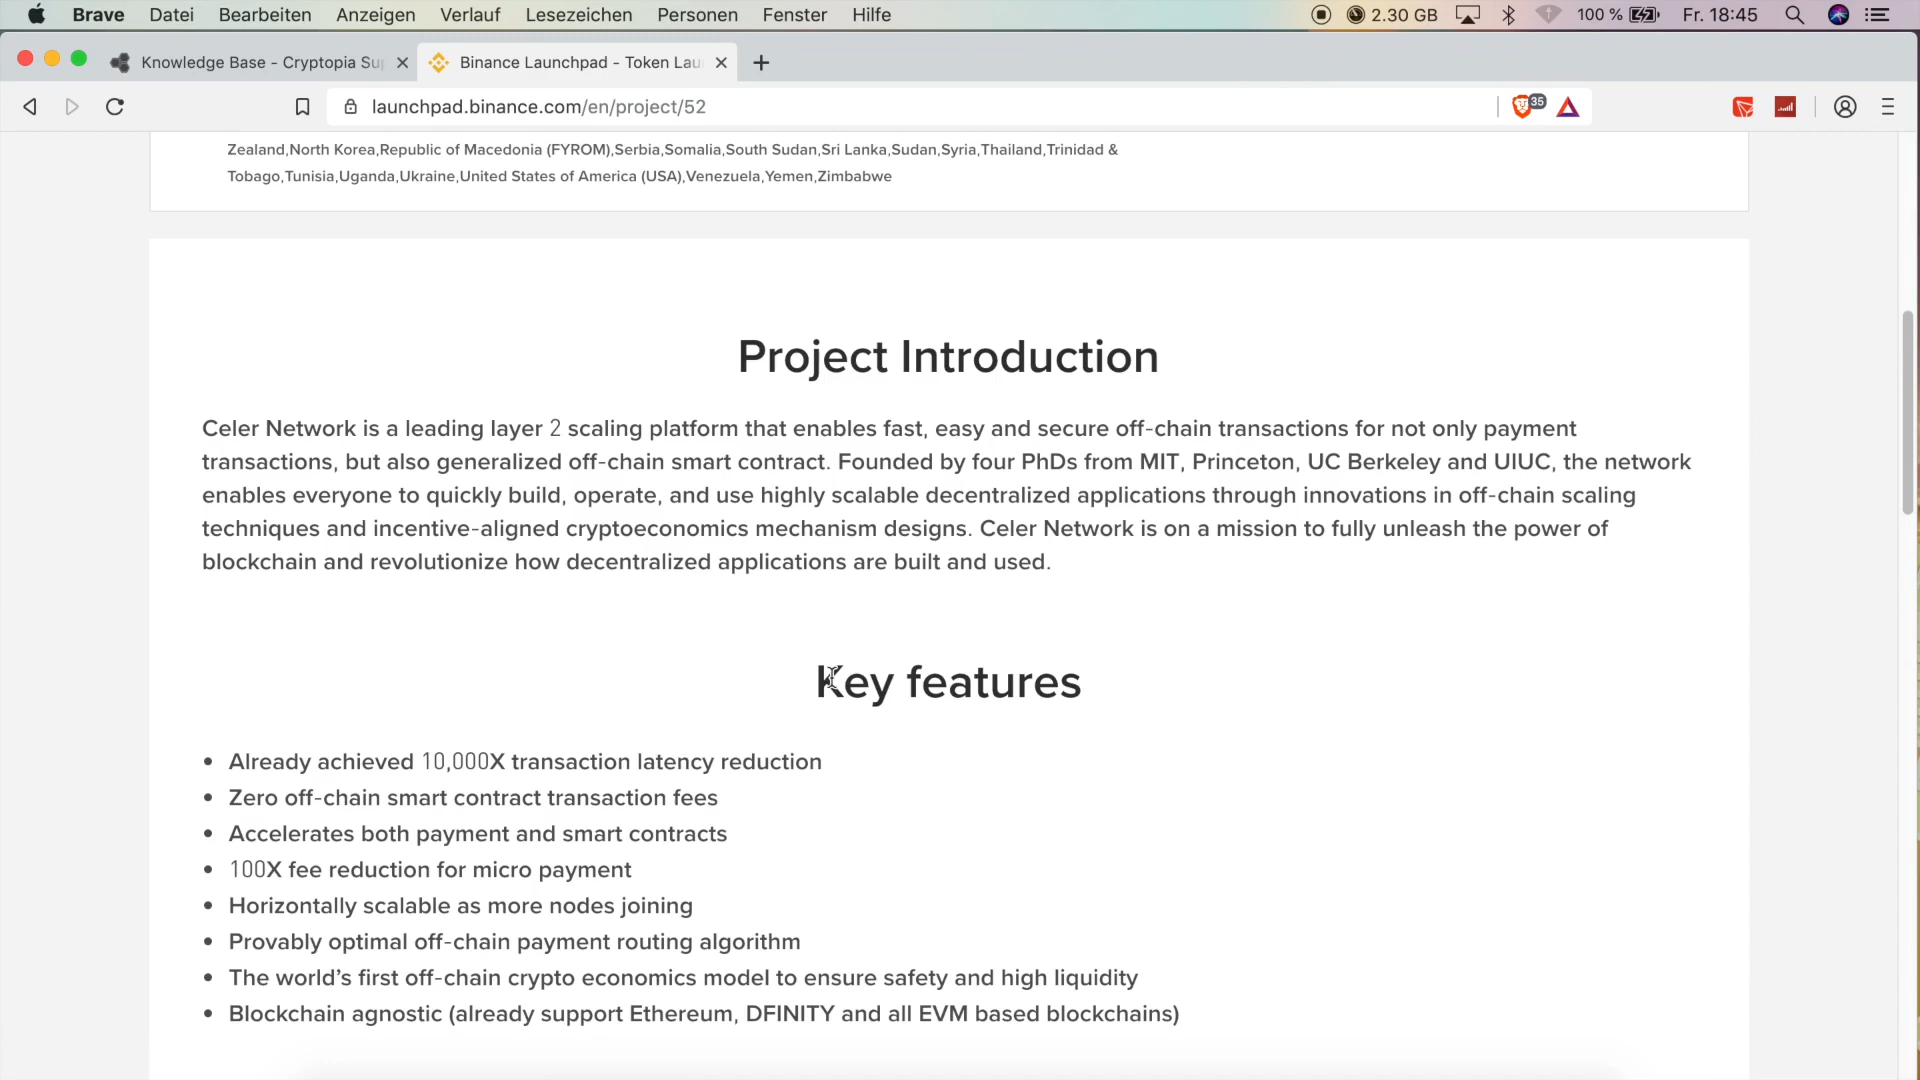 Brave Datei Bearbeiten Anzeigen Verlauf Lesezeichen Personen Fenster Hilfe 2.30 GB 100 % Fr. 18:45
Knowledge Base - Cryptopia Su Binance Launchpad - Token Lau
launchpad.binance.com/en/project/52 35
Zealand,North Korea,Republic of Macedonia (FYROM),Serbia,Somalia,South Sudan,Sri Lanka,Sudan,Syria,Thailand,Trinidad &
Tobago,Tunisia,Uganda,Ukraine,United States of America (USA),Venezuela,Yemen,Zimbabwe
Project Introduction
Celer Network is a leading layer 2 scaling platform that enables fast, easy and secure off-chain transactions for not only payment
transactions, but also generalized off-chain smart contract. Founded by four PhDs from MIT, Princeton, UC Berkeley and UIUC, the network
enables everyone to quickly build, operate, and use highly scalable decentralized applications through innovations in off-chain scaling
techniques and incentive-aligned cryptoeconomics mechanism designs. Celer Network is on a mission to fully unleash the power of
blockchain and revolutionize how decentralized applications are built and used.
Key features
• Already achieved 10,000X transaction latency reduction
• Zero off-chain smart contract transaction fees
• Accelerates both payment and smart contracts
• 100X fee reduction for micro payment
• Horizontally scalable as more nodes joining
• Provably optimal off-chain payment routing algorithm
• The world's first off-chain crypto economics model to ensure safety and high liquidity
• Blockchain agnostic (already support Ethereum, DFINITY and all EVM based blockchains)